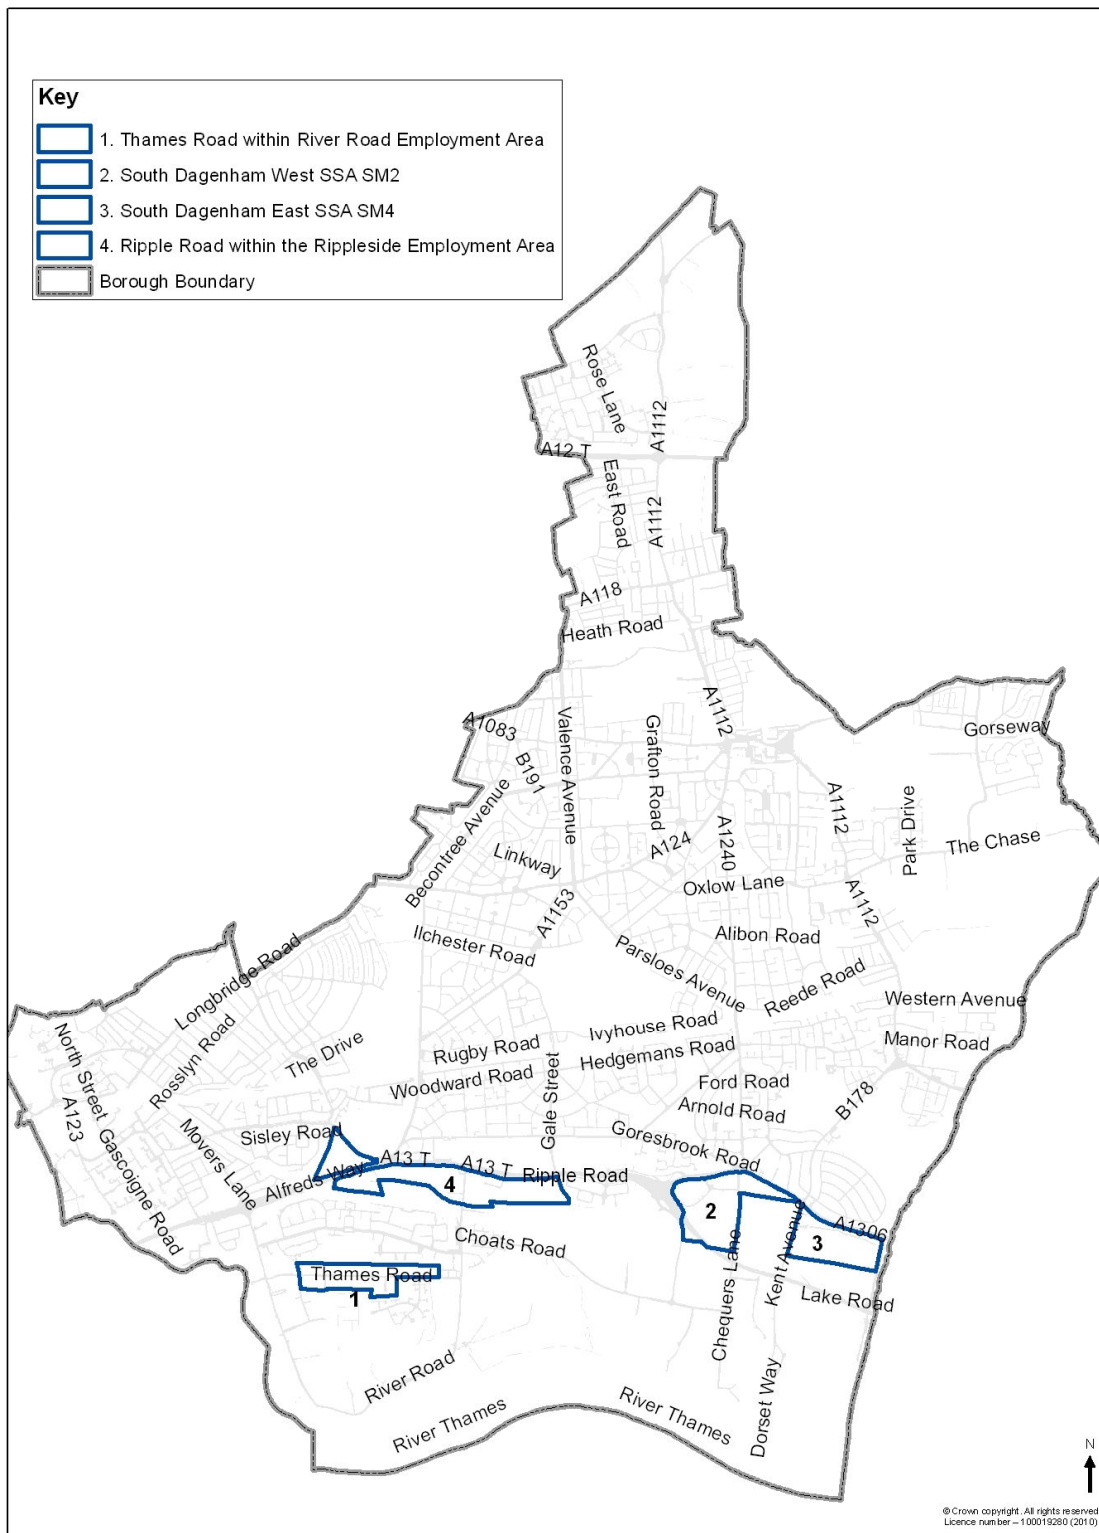 Key
1. Thames Road within River Road Employment Area
2. South Dagenham West SSA SM2
3. South Dagenham East SSA SM4
4. Ripple Road within the Rippleside Employment Area
Borough Boundary
Rose Lane
A1112
A12 T
East Road
A1112
A118
Heath Road
A1112
A1083
Valence Avenue
Grafton Road
Gorseway
B191
Becontree Avenue
A1112
Park Drive
A1240
A124
The Chase
Linkway
Oxlow Lane
A1112
A1153
Ilchester Road
Alibon Road
Parsloes Avenue
Longbridge Road
Reede Road
Western Avenue
Ivyhouse Road
Manor Road
Rosslyn Road
The Drive
Rugby Road
Hedgemans Road
North Street
Woodward Road
Gale Street
Ford Road
B178
A123
Arnold Road
Sisley Road
Goresbrook Road
Movers Lane
Gascoigne Road
Alfreds Way
A13 T
A13 T
Ripple Road
4
2
A1306
3
Choats Road
Kent Avenue
Chequers Lane
Thames Road
1
Lake Road
River Road
River Thames
River Thames
Dorset Way
N
© Crown copyright. All rights reserved
Licence number – 100019280 (2010)